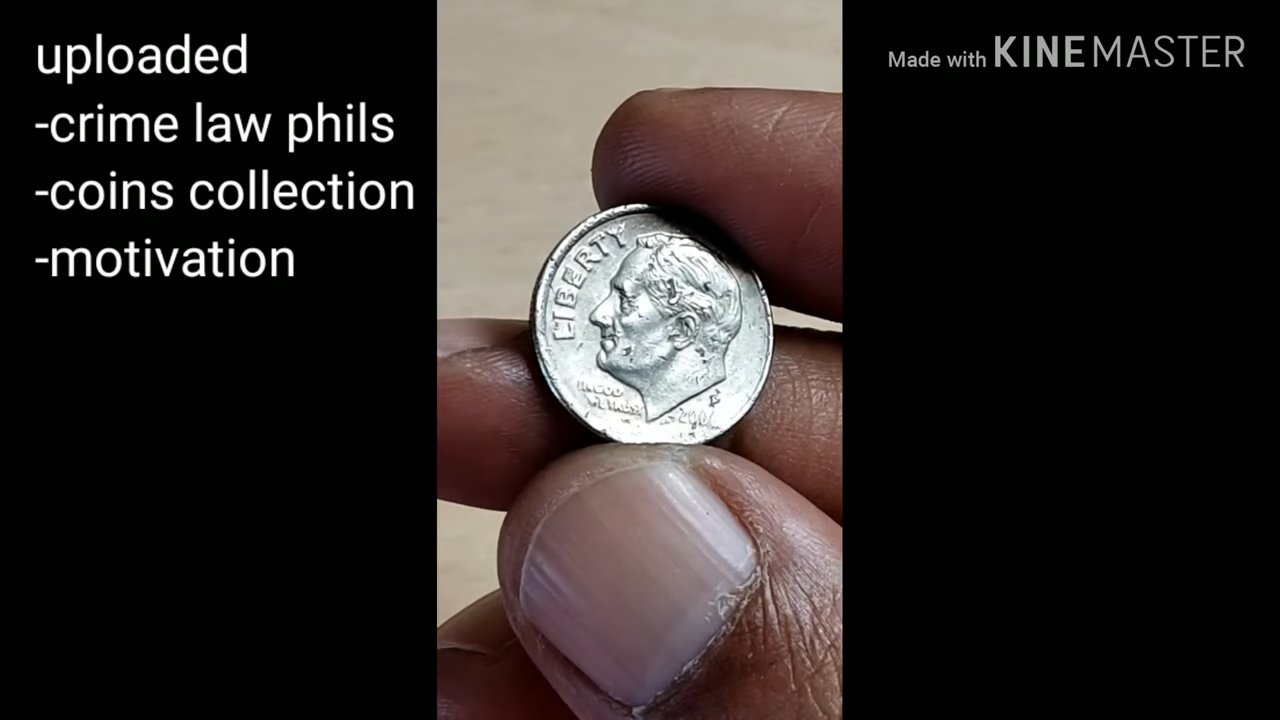 uploaded
-crime law phils
-coins collection
-motivation
Made with KINEMASTER
LIBERTY
IN GOD
WE TRUST
P